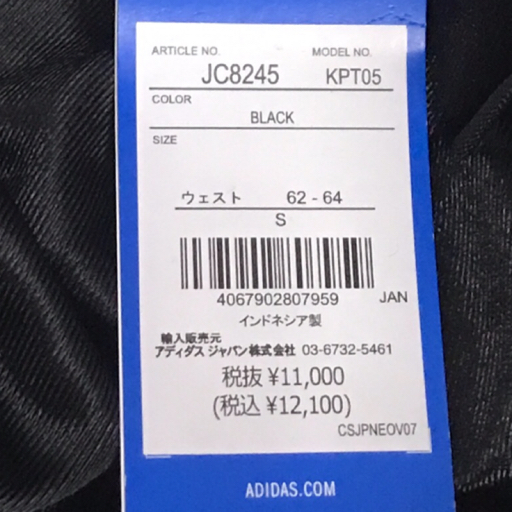 ARTICLE NO. MODEL NO.
JC8245 KPT05
COLOR
BLACK
SIZE
ウェスト 62 - 64
S
4067902807959 JAN
インドネシア製
輸入販売元
アディダス ジャパン株式会社 03-6732-5461
税抜 ¥11,000
(税込 ¥12,100)
CSJPNEOV07
ADIDAS.COM